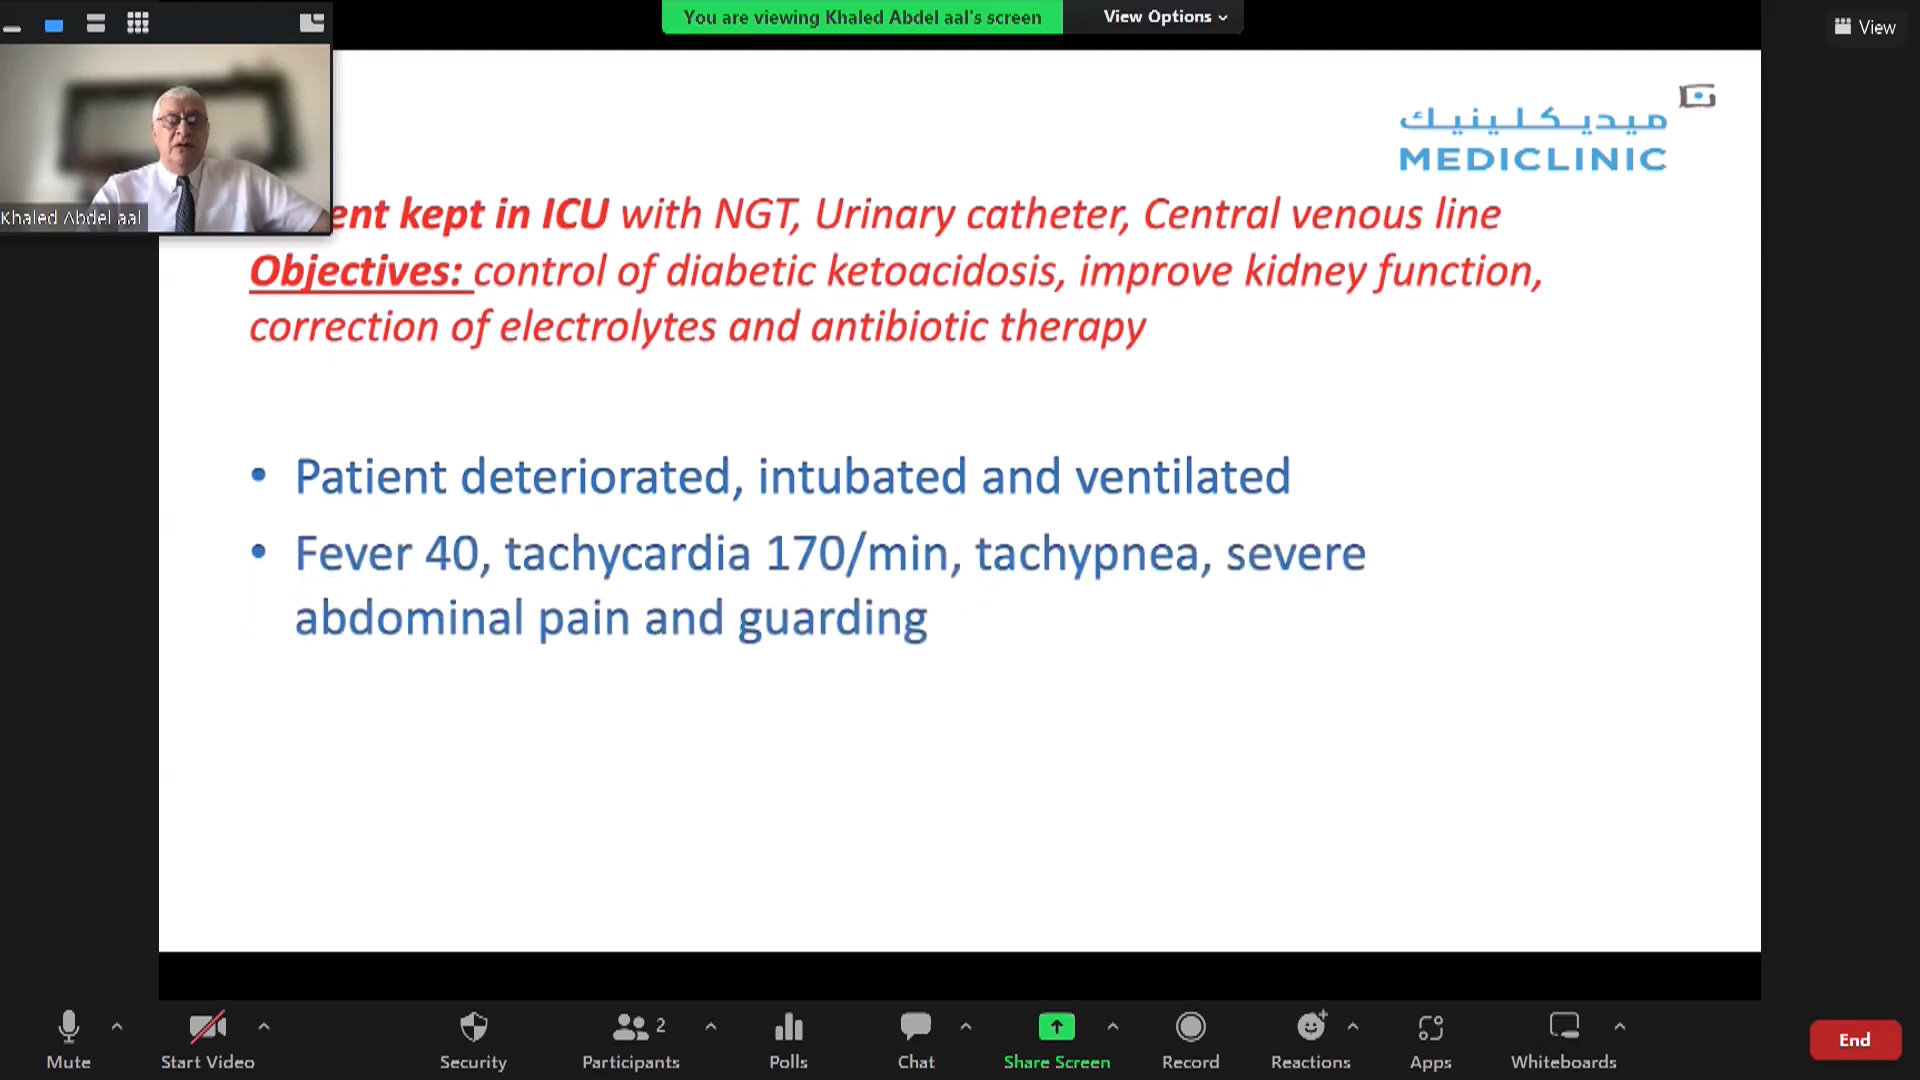 You are viewing Khaled Abdel aal's screen
View Options
View
Khaled Abdel aal
ميديكلينيك
MEDICLINIC
ent kept in ICU with NGT, Urinary catheter, Central venous line
Objectives: control of diabetic ketoacidosis, improve kidney function,
correction of electrolytes and antibiotic therapy
• Patient deteriorated, intubated and ventilated
• Fever 40, tachycardia 170/min, tachypnea, severe
abdominal pain and guarding
Mute
Start Video
Security
2
Participants
Polls
Chat
Share Screen
Record
Reactions
Apps
Whiteboards
End